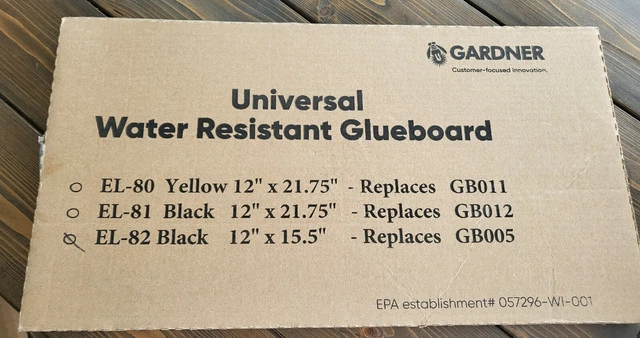 GARDNER
Customer-focused innovation.
Universal
Water Resistant Glueboard
EL-80 Yellow 12" x 21.75" - Replaces GB011
EL-81 Black 12" x 21.75" - Replaces GB012
EL-82 Black 12" x 15.5" - Replaces GB005
EPA establishment# 057296-WI-001